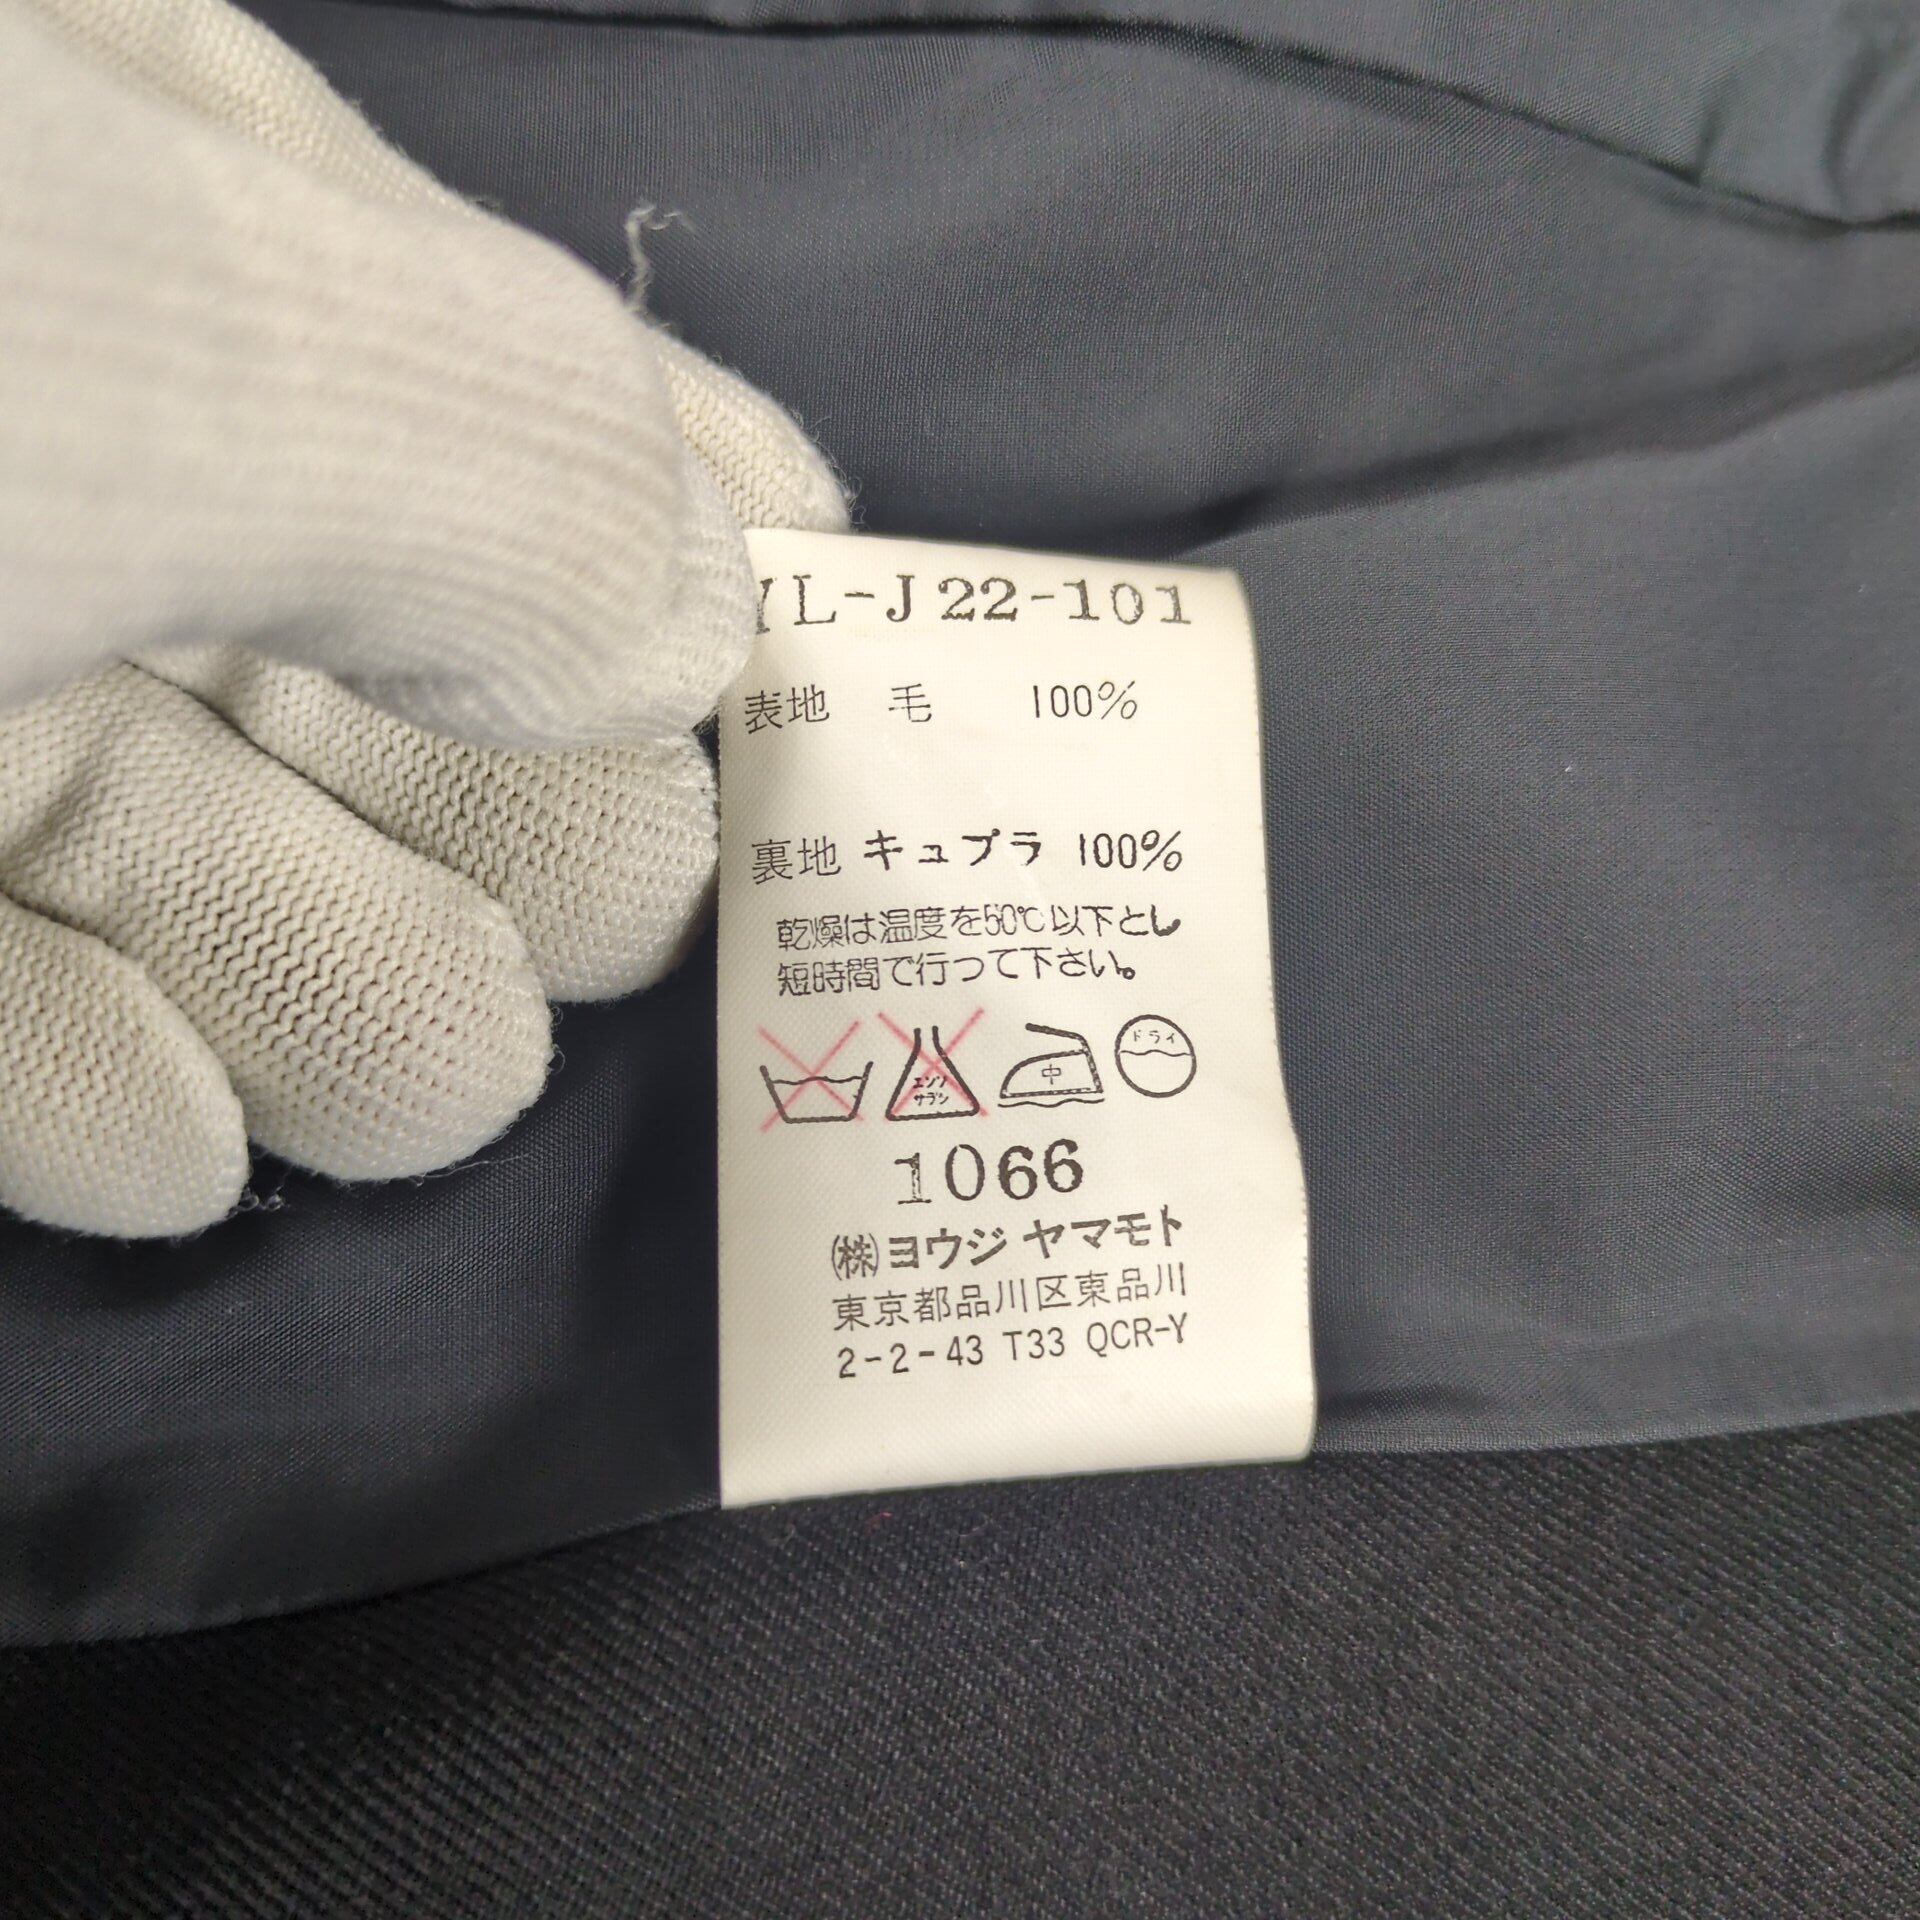 YL-J22-101
表地 毛 100%
裏地 キュプラ 100%
乾燥は温度を50℃以下とし
短時間で行って下さい。
エンソ サラシ 中 ドライ
1066
㈱ヨウジ ヤマモト
東京都品川区東品川
2-2-43 T33 QCR-Y